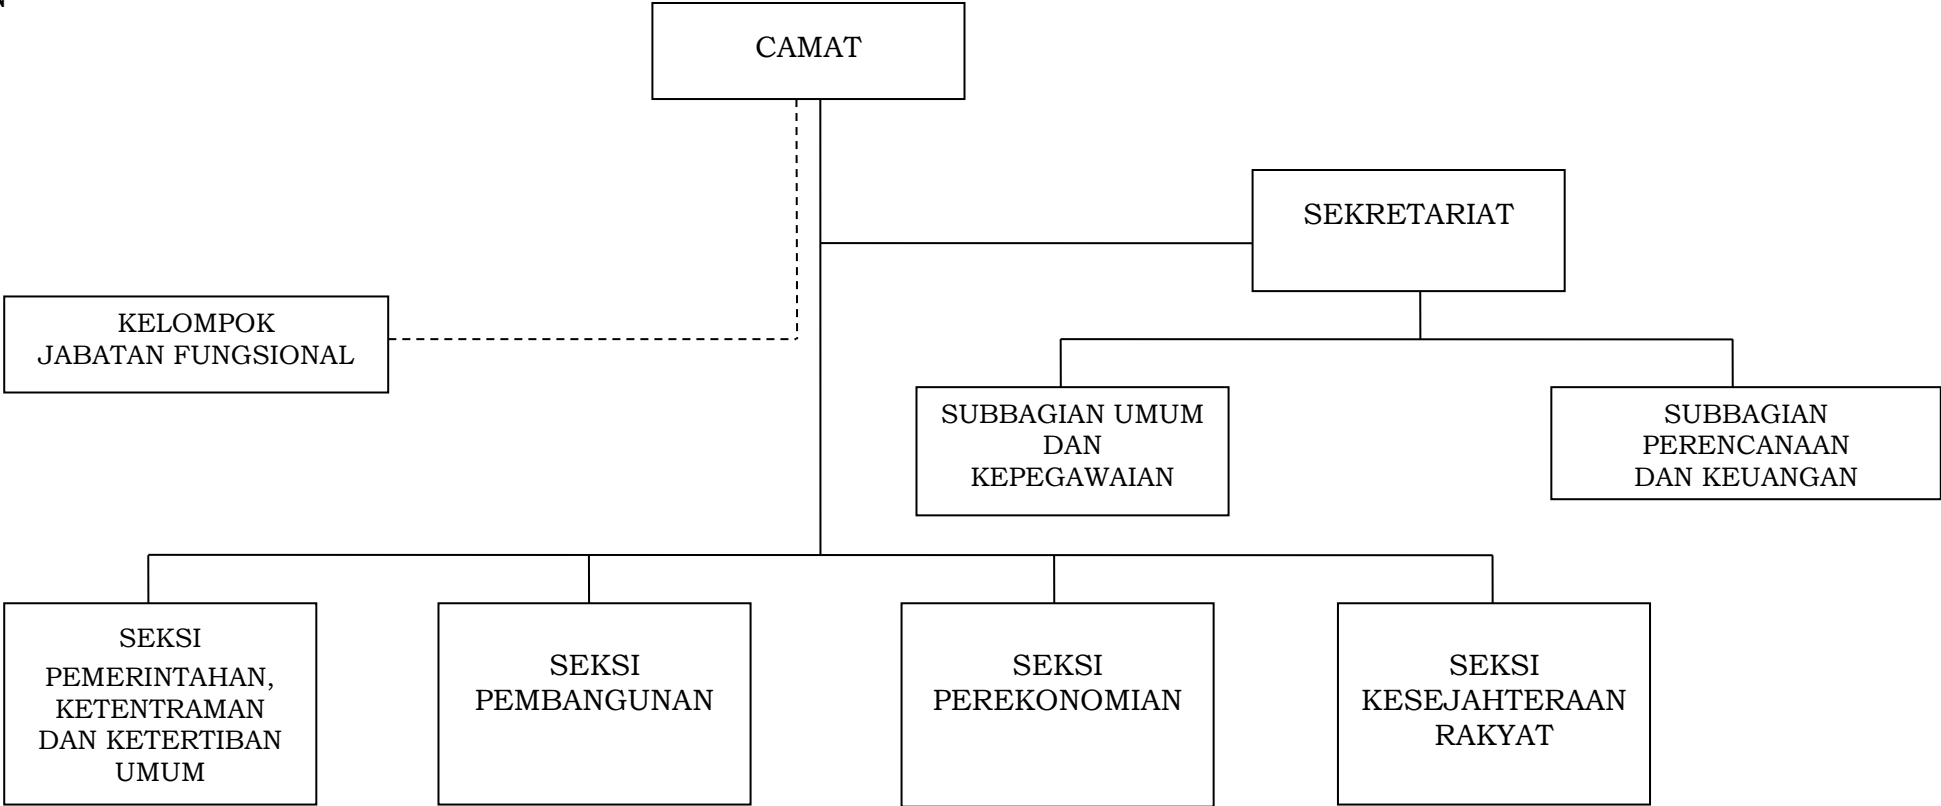 CAMAT
SEKRETARIAT
KELOMPOK
JABATAN FUNGSIONAL
SUBBAGIAN UMUM
DAN
KEPEGAWAIAN
SUBBAGIAN
PERENCANAAN
DAN KEUANGAN
SEKSI
PEMERINTAHAN,
KETENTRAMAN
DAN KETERTIBAN
UMUM
SEKSI
PEMBANGUNAN
SEKSI
PEREKONOMIAN
SEKSI
KESEJAHTERAAN
RAKYAT